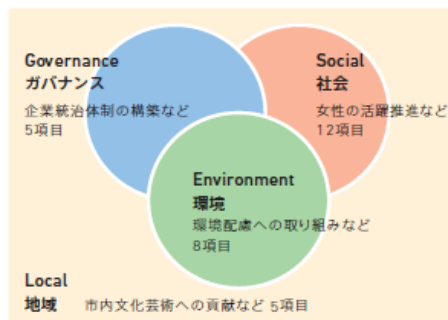 Governance
ガバナンス
企業統治体制の構築など
5項目
Social
社会
女性の活躍推進など
12項目
Environment
環境
環境配慮への取り組みなど
8項目
Local
地域 市内文化芸術への貢献など 5項目